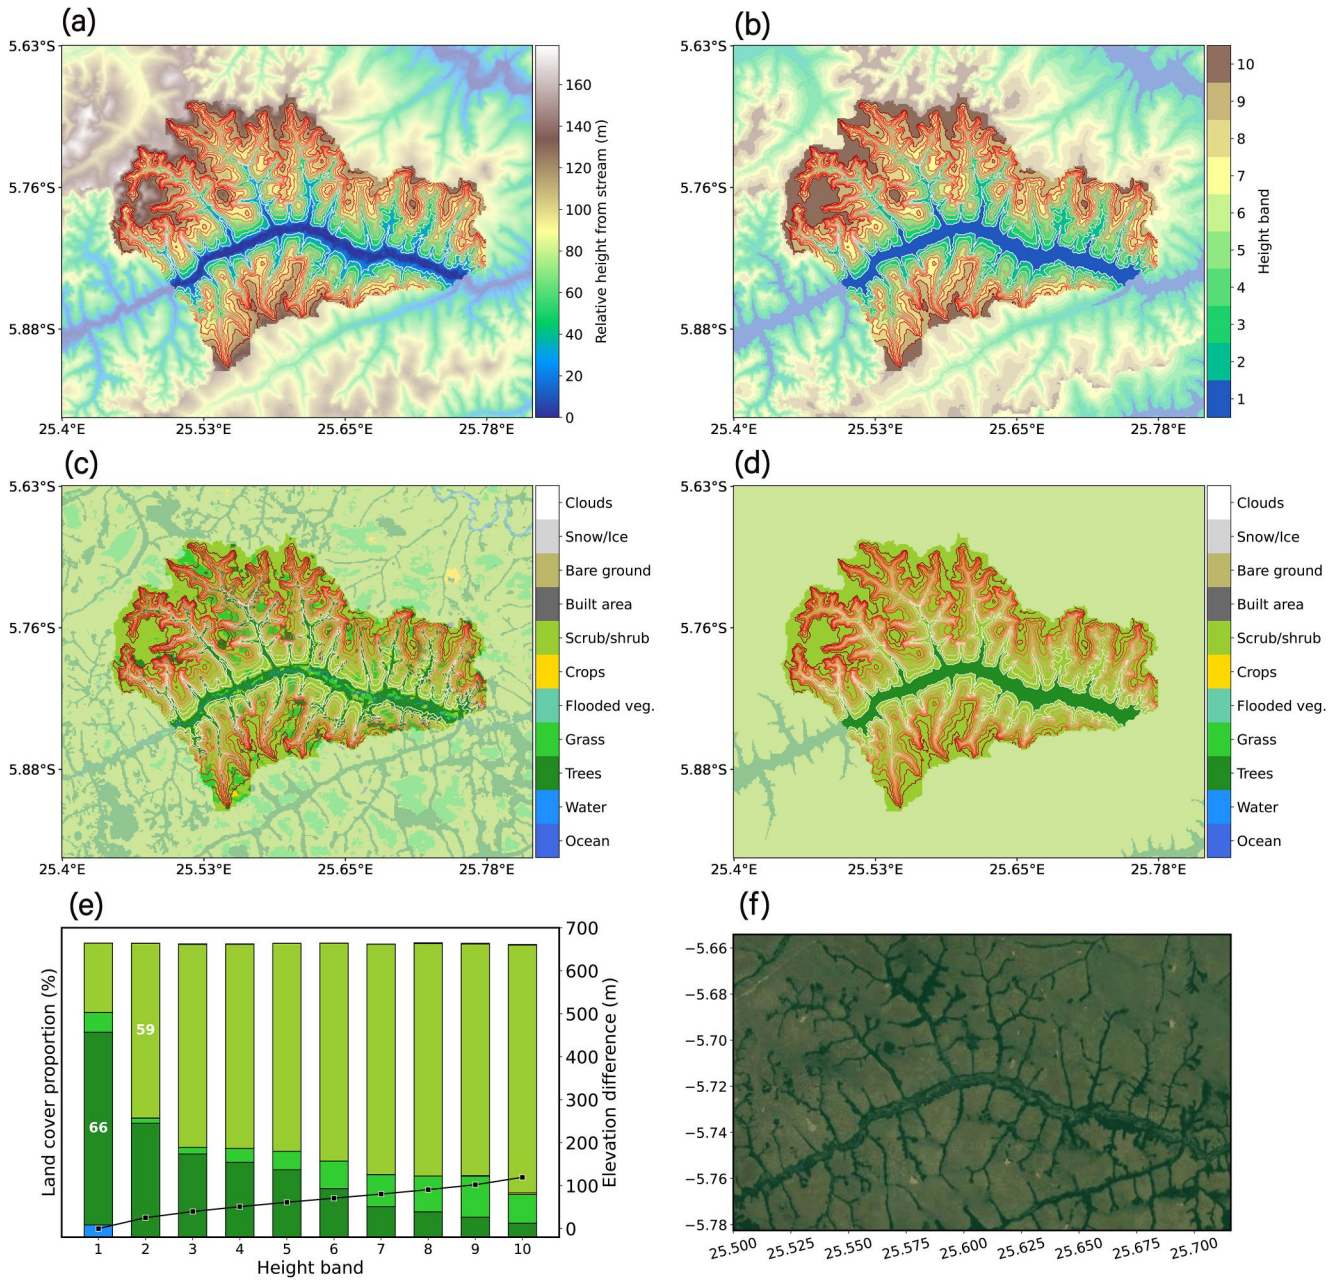 (a)
5.63°S
5.76°S
5.88°S
25.4°E 25.53°E 25.65°E 25.78°E
160
140
120
100
80
60
40
20
0
Relative height from stream (m)
(b)
5.63°S
5.76°S
5.88°S
25.4°E 25.53°E 25.65°E 25.78°E
10
9
8
7
6
5
4
3
2
1
Height band
(c)
5.63°S
5.76°S
5.88°S
25.4°E 25.53°E 25.65°E 25.78°E
Clouds
Snow/Ice
Bare ground
Built area
Scrub/shrub
Crops
Flooded veg.
Grass
Trees
Water
Ocean
(d)
5.63°S
5.76°S
5.88°S
25.4°E 25.53°E 25.65°E 25.78°E
Clouds
Snow/Ice
Bare ground
Built area
Scrub/shrub
Crops
Flooded veg.
Grass
Trees
Water
Ocean
(e)
Land cover proportion (%)
59
66
700
600
500
400
300
200
100
0
Elevation difference (m)
1 2 3 4 5 6 7 8 9 10
Height band
(f)
−5.66
−5.68
−5.70
−5.72
−5.74
−5.76
−5.78
25.500 25.525 25.550 25.575 25.600 25.625 25.650 25.675 25.700